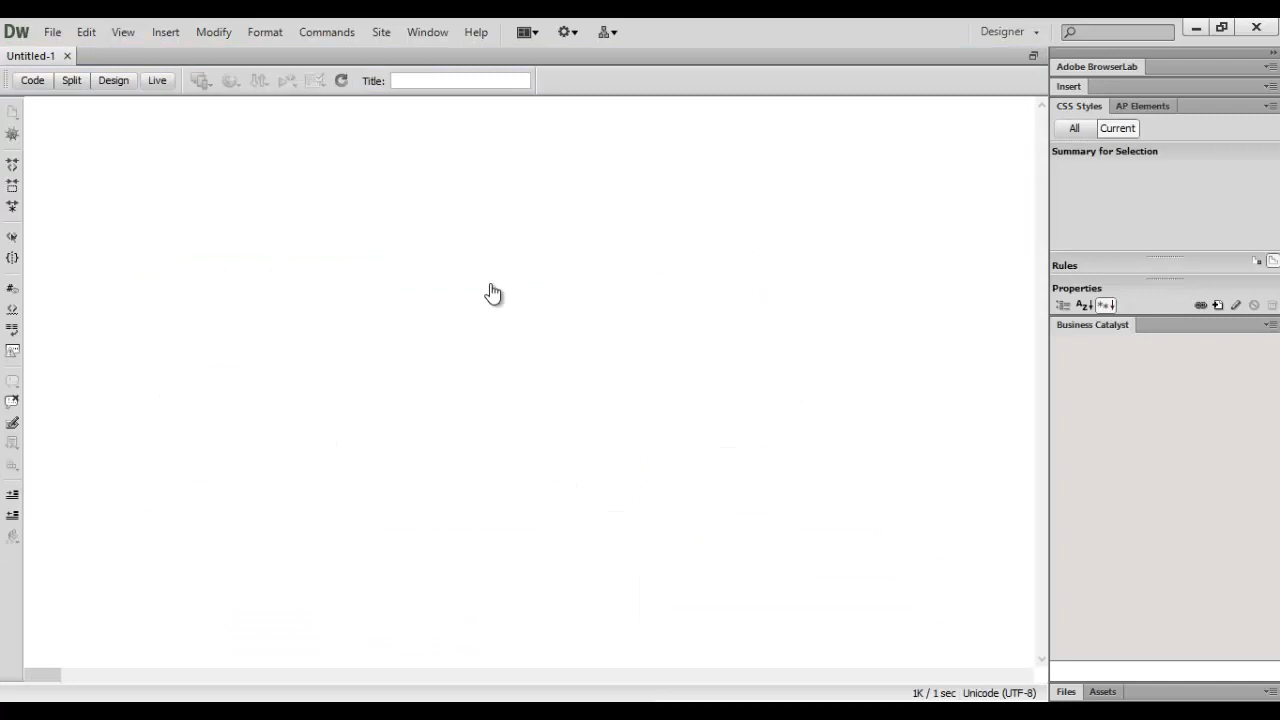 Dw File Edit View Insert Modify Format Commands Site Window Help Designer
Untitled-1
Code Split Design Live Title:
Adobe BrowserLab
Insert
CSS Styles AP Elements
All Current
Summary for Selection
Rules
Properties
Business Catalyst
1K / 1 sec Unicode (UTF-8)
Files Assets